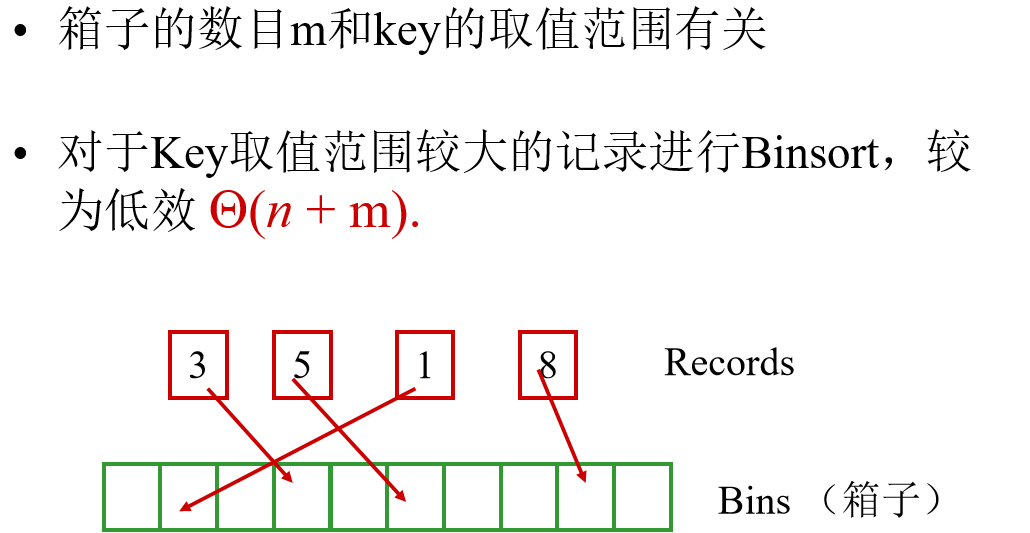 • 箱子的数目m和key的取值范围有关
• 对于Key取值范围较大的记录进行Binsort，较
为低效 Θ(n + m).
3 5 1 8 Records
Bins （箱子）